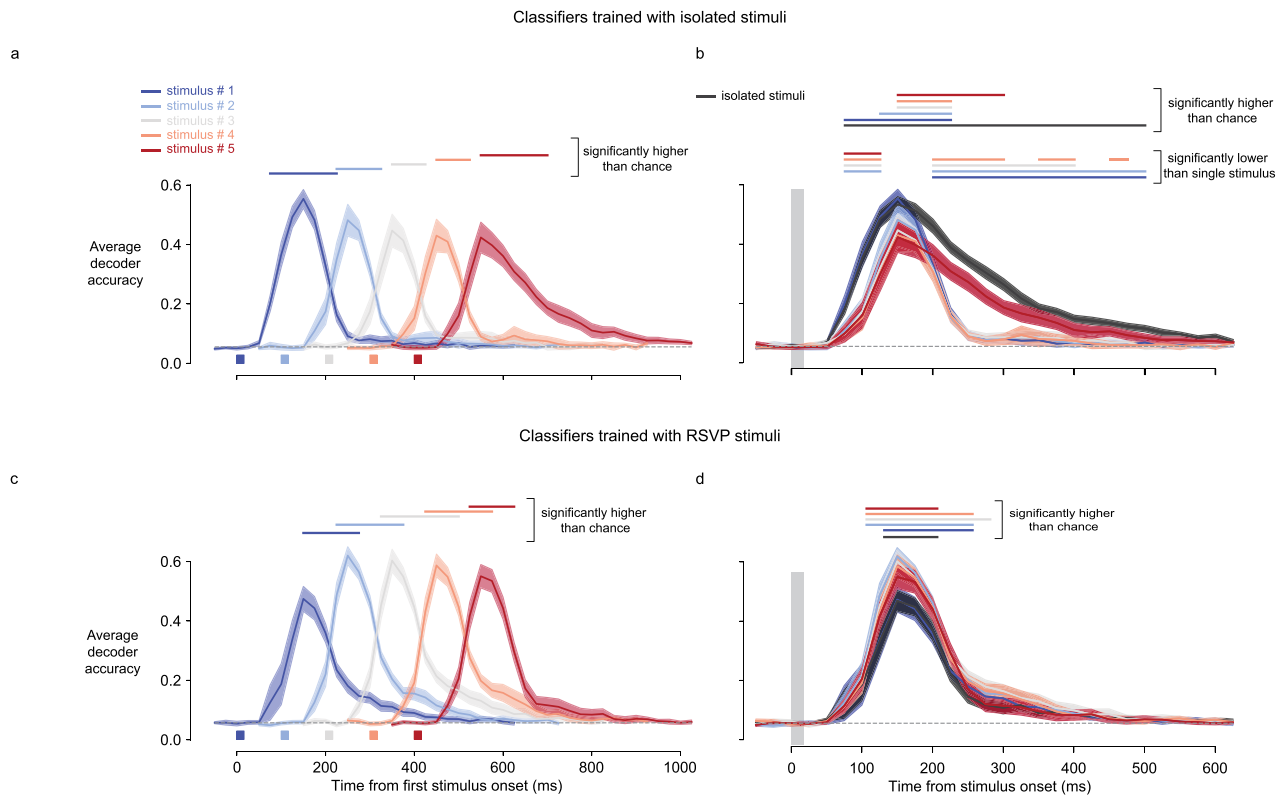 Classifiers trained with isolated stimuli
a
b
stimulus # 1
stimulus # 2
stimulus # 3
stimulus # 4
stimulus # 5
significantly higher
than chance
isolated stimuli
significantly higher
than chance
significantly lower
than single stimulus
Average
decoder
accuracy
0.6
0.4
0.2
0.0
Classifiers trained with RSVP stimuli
c
d
significantly higher
than chance
significantly higher
than chance
Average
decoder
accuracy
0.6
0.4
0.2
0.0
0 200 400 600 800 1000
Time from first stimulus onset (ms)
0 100 200 300 400 500 600
Time from stimulus onset (ms)